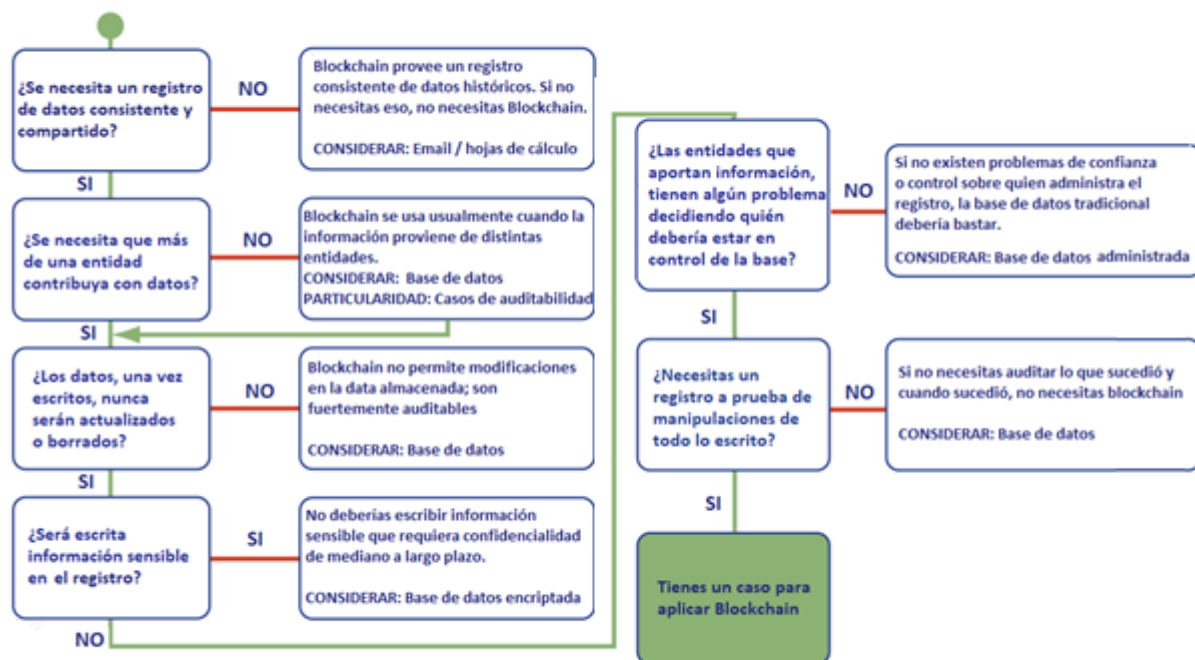 ¿Se necesita un registro
de datos consistente y
compartido?
NO
Blockchain provee un registro
consistente de datos históricos. Si no
necesitas eso, no necesitas Blockchain.
CONSIDERAR: Email / hojas de cálculo
SI
¿Se necesita que más
de una entidad
contribuya con datos?
NO
Blockchain se usa usualmente cuando la
información proviene de distintas
entidades.
CONSIDERAR: Base de datos
PARTICULARIDAD: Casos de auditabilidad
SI
¿Los datos, una vez
escritos, nunca
serán actualizados
o borrados?
NO
Blockchain no permite modificaciones
en la data almacenada; son
fuertemente auditables
CONSIDERAR: Base de datos
SI
¿Será escrita
información sensible
en el registro?
SI
No deberías escribir información
sensible que requiera confidencialidad
de mediano a largo plazo.
CONSIDERAR: Base de datos encriptada
NO
¿Las entidades que
aportan información,
tienen algún problema
decidiendo quién
debería estar en
control de la base?
NO
Si no existen problemas de confianza
o control sobre quien administra el
registro, la base de datos tradicional
debería bastar.
CONSIDERAR: Base de datos administrada
SI
¿Necesitas un
registro a prueba de
manipulaciones de
todo lo escrito?
NO
Si no necesitas auditar lo que sucedió y
cuando sucedió, no necesitas blockchain
CONSIDERAR: Base de datos
SI
Tienes un caso para
aplicar Blockchain